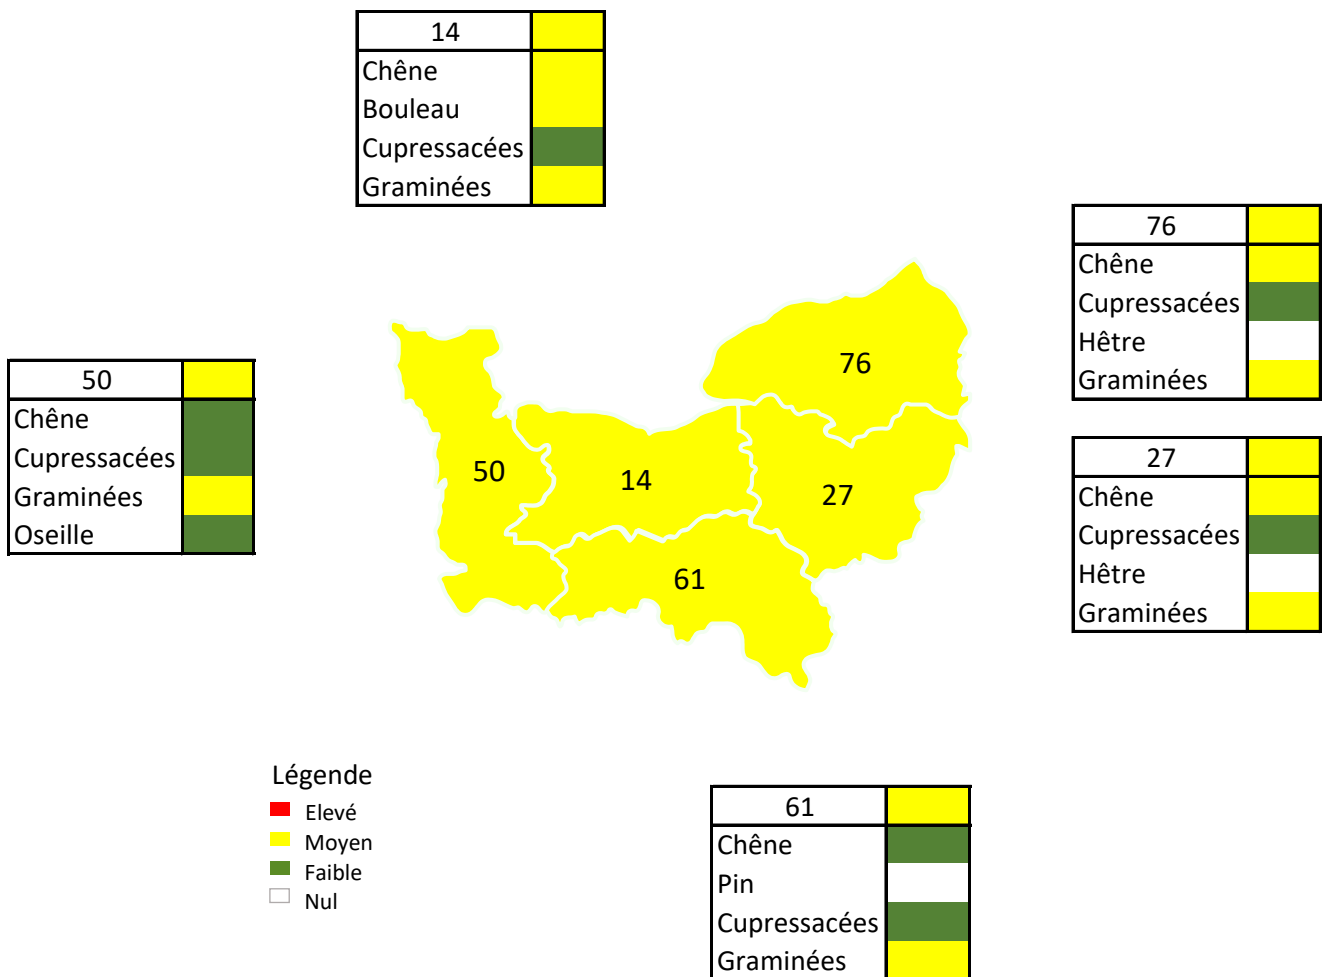 14
Chêne
Bouleau
Cupressacées
Graminées
76
Chêne
Cupressacées
Hêtre
Graminées
50
Chêne
Cupressacées
Graminées
Oseille
27
Chêne
Cupressacées
Hêtre
Graminées
76
50
14
27
61
Légende
Elevé
Moyen
Faible
Nul
61
Chêne
Pin
Cupressacées
Graminées